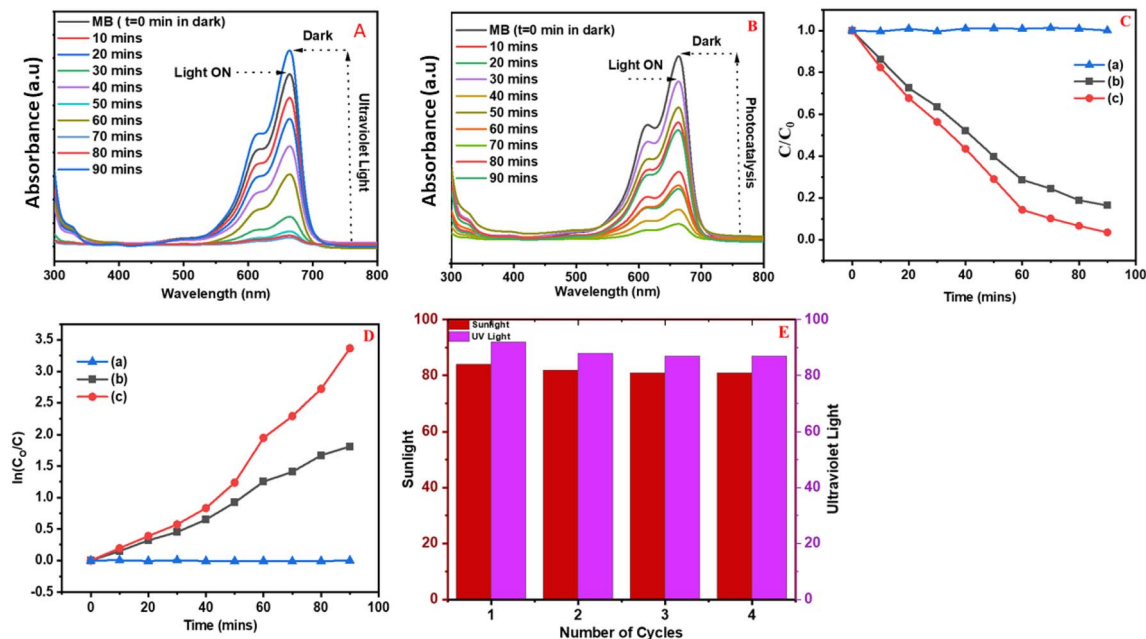 A
MB ( t=0 min in dark)
10 mins
20 mins
30 mins
40 mins
50 mins
60 mins
70 mins
80 mins
90 mins
Dark
Light ON
Ultraviolet Light
Absorbance (a.u)
300 400 500 600 700 800
Wavelength (nm)
B
MB (t=0 min in dark)
10 mins
20 mins
30 mins
40 mins
50 mins
60 mins
70 mins
80 mins
90 mins
Dark
Light ON
Photocatalysis
Absorbance (a.u)
300 400 500 600 700 800
Wavelength (nm)
C
(a)
(b)
(c)
C/C0
1.0
0.8
0.6
0.4
0.2
0.0
0 20 40 60 80 100
Time (mins)
D
(a)
(b)
(c)
ln(C0/C)
3.5
3.0
2.5
2.0
1.5
1.0
0.5
0.0
-0.5
0 20 40 60 80 100
Time (mins)
E
Sunlight
UV Light
Sunlight
100
80
60
40
20
0
1 2 3 4
Number of Cycles
100
80
60
40
20
0
Ultraviolet Light